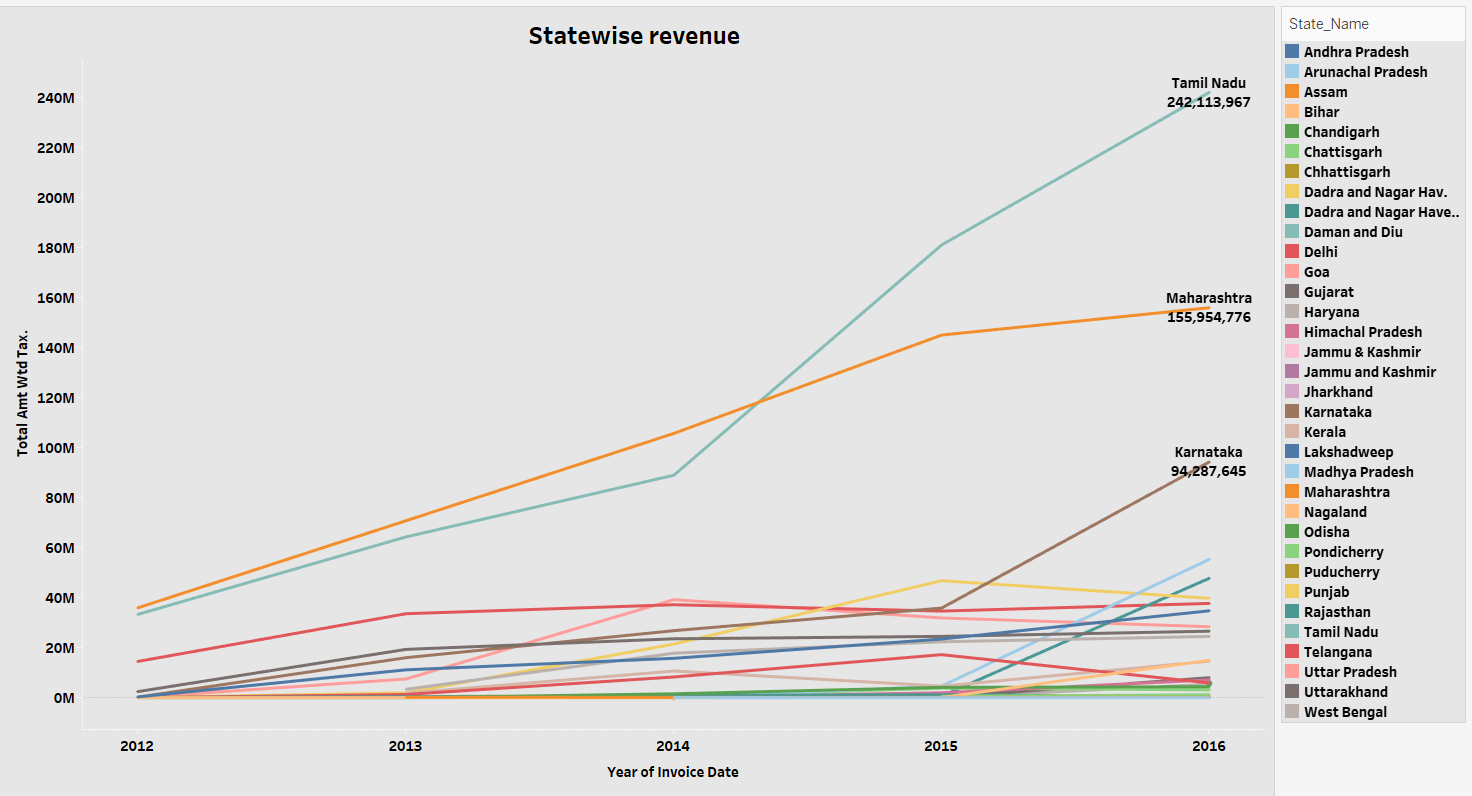 Statewise revenue
State_Name
Andhra Pradesh
Arunachal Pradesh
Assam
Bihar
Chandigarh
Chattisgarh
Chhattisgarh
Dadra and Nagar Hav.
Dadra and Nagar Have..
Daman and Diu
Delhi
Goa
Gujarat
Haryana
Himachal Pradesh
Jammu & Kashmir
Jammu and Kashmir
Jharkhand
Karnataka
Kerala
Lakshadweep
Madhya Pradesh
Maharashtra
Nagaland
Odisha
Pondicherry
Puducherry
Punjab
Rajasthan
Tamil Nadu
Telangana
Uttar Pradesh
Uttarakhand
West Bengal
Total Amt Wtd Tax.
240M
220M
200M
180M
160M
140M
120M
100M
80M
60M
40M
20M
0M
Tamil Nadu
242,113,967
Maharashtra
155,954,776
Karnataka
94,287,645
2012 2013 2014 2015 2016
Year of Invoice Date